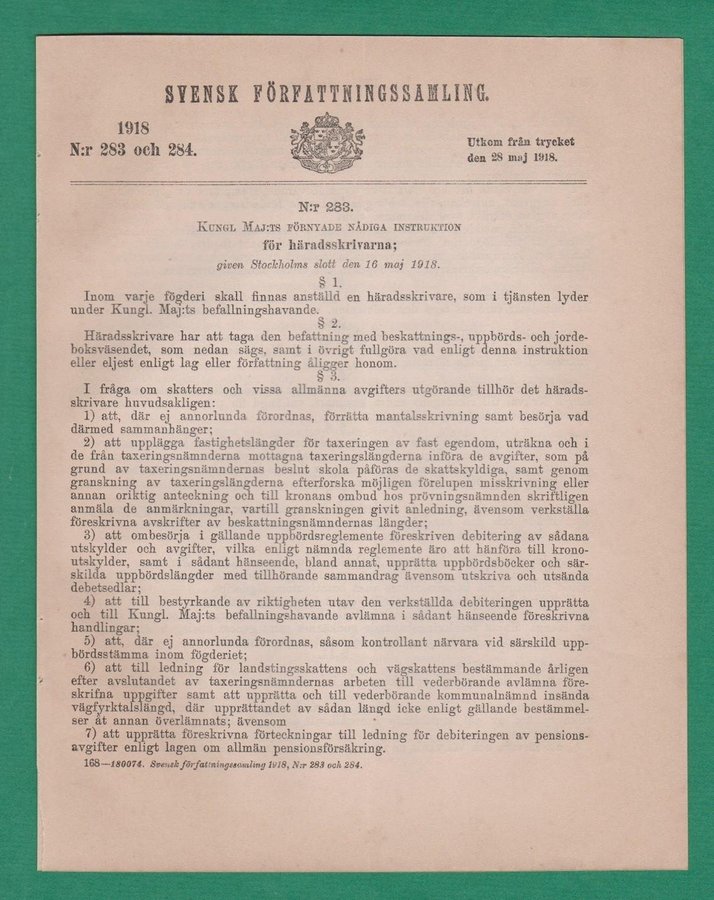 SVENSK FÖRFATTNINGSSAMLING.
1918
N:r 283 och 284.
Utkom från trycket
den 28 maj 1918.
N:r 283.
KUNGL MAJ:TS FÖRNYADE NÅDIGA INSTRUKTION
för häradsskrivarna;
given Stockholms slott den 16 maj 1918.
§ 1.
Inom varje fögderi skall finnas anställd en häradsskrivare, som i tjänsten lyder
under Kungl. Maj:ts befallningshavande.
§ 2.
Häradsskrivare har att taga den befattning med beskattnings-, uppbörds- och jorde-
boksväsendet, som nedan sägs, samt i övrigt fullgöra vad enligt denna instruktion
eller eljest enligt lag eller författning åligger honom.
§ 3.
I fråga om skatters och vissa allmänna avgifters utgörande tillhör det härads-
skrivare huvudsakligen:
1) att, där ej annorlunda förordnas, förrätta mantalsskrivning samt besörja vad
därmed sammanhänger;
2) att upplägga fastighetslängder för taxeringen av fast egendom, uträkna och i
de från taxeringsnämnderna mottagna taxeringslängderna införa de avgifter, som på
grund av taxeringsnämndernas beslut skola påföras de skattskyldiga, samt genom
granskning av taxeringslängderna efterforska möjligen förelupen misskrivning eller
annan oriktig anteckning och till kronans ombud hos prövningsnämnden skriftligen
anmäla de anmärkningar, vartill granskningen givit anledning, ävensom verkställa
föreskrivna avskrifter av beskattningsnämndernas längder;
3) att ombesörja i gällande uppbördsreglemente föreskriven debitering av sådana
utskylder och avgifter, vilka enligt nämnda reglemente äro att hänföra till krono-
utskylder, samt i sådant hänseende, bland annat, upprätta uppbördsböcker och sär-
skilda uppbördslängder med tillhörande sammandrag ävensom utskriva och utsända
debetsedlar;
4) att till bestyrkande av riktigheten utav den verkställda debiteringen upprätta
och till Kungl. Maj:ts befallningshavande avlämna i sådant hänseende föreskrivna
handlingar;
5) att, där ej annorlunda förordnas, såsom kontrollant närvara vid särskild upp-
bördsstämma inom fögderiet;
6) att till ledning för landstingsskattens och vägskattens bestämmande årligen
efter avslutandet av taxeringsnämndernas arbeten till vederbörande avlämna före-
skrifna uppgifter samt att upprätta och till vederbörande kommunalnämnd insända
vägfyrktalslängd, där upprättandet av sådan längd icke enligt gällande bestämmel-
ser åt annan överlämnats; ävensom
7) att upprätta föreskrivna förteckningar till ledning för debiteringen av pensions-
avgifter enligt lagen om allmän pensionsförsäkring.
168—180074. Svensk författningssamling 1918, N:r 283 och 284.